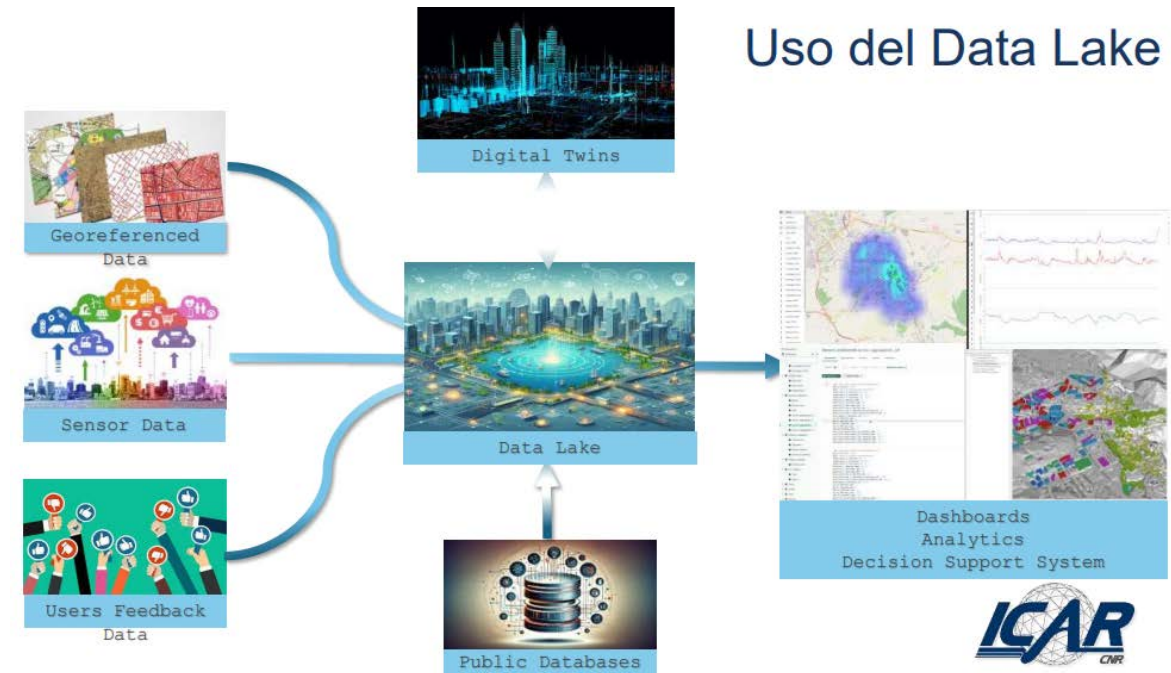 Uso del Data Lake
Digital Twins
Georeferenced
Data
Sensor Data
Data Lake
Users Feedback
Data
Public Databases
Dashboards
Analytics
Decision Support System
ICAR
CNR